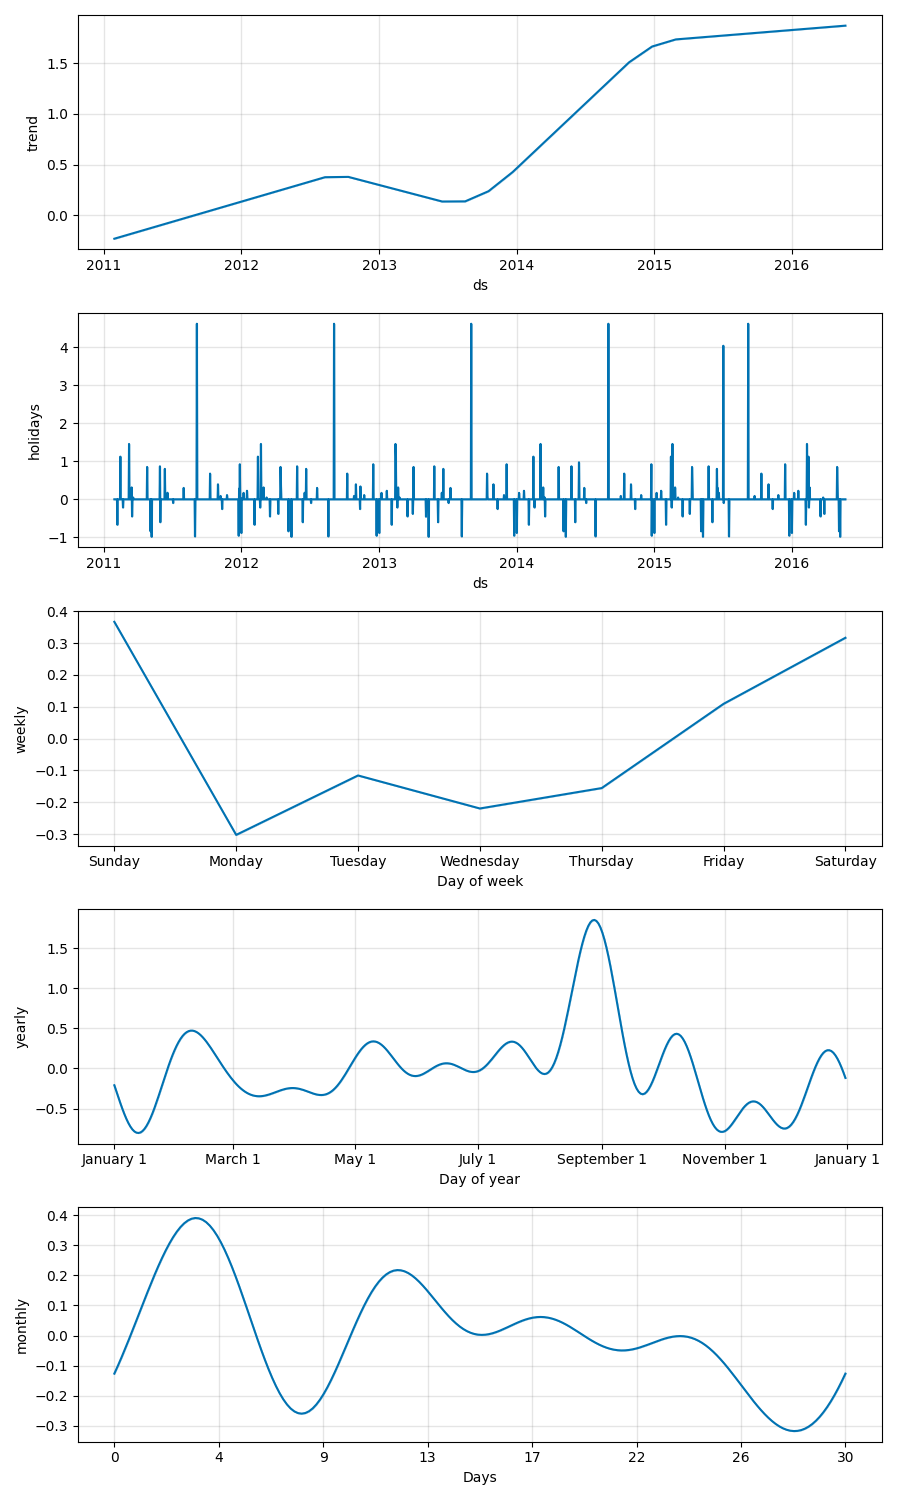 1.5
1.0
0.5
0.0
trend
2011 2012 2013 2014 2015 2016
ds
4
3
2
1
0
−1
holidays
2011 2012 2013 2014 2015 2016
ds
0.4
0.3
0.2
0.1
0.0
−0.1
−0.2
−0.3
weekly
Sunday Monday Tuesday Wednesday Thursday Friday Saturday
Day of week
1.5
1.0
0.5
0.0
−0.5
yearly
January 1 March 1 May 1 July 1 September 1 November 1 January 1
Day of year
0.4
0.3
0.2
0.1
0.0
−0.1
−0.2
−0.3
monthly
0 4 9 13 17 22 26 30
Days